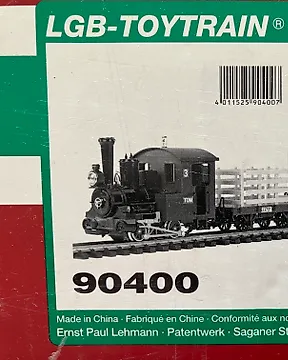 LGB-TOYTRAIN®
4 011525 904007
3
90400
Made in China · Fabriqué en Chine · Conformité aux no
Ernst Paul Lehmann · Patentwerk · Saganer St